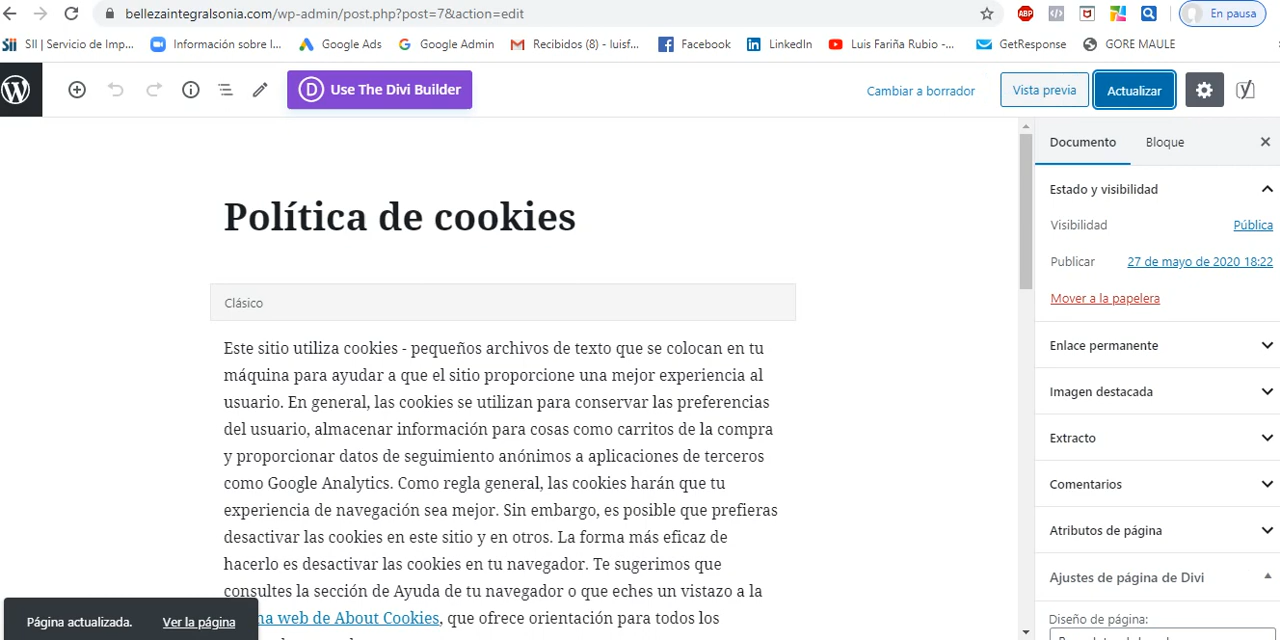 bellezaintegralsonia.com/wp-admin/post.php?post=7&action=edit
ABP
En pausa
Sii SII | Servicio de Imp...
Información sobre l...
Google Ads
Google Admin
Recibidos (8) - luisf...
Facebook
LinkedIn
Luis Fariña Rubio -...
GetResponse
GORE MAULE
Use The Divi Builder
Cambiar a borrador
Vista previa
Actualizar
Documento
Bloque
Estado y visibilidad
Visibilidad
Pública
Publicar
27 de mayo de 2020 18:22
Mover a la papelera
Enlace permanente
Imagen destacada
Extracto
Comentarios
Atributos de página
Ajustes de página de Divi
Diseño de página:
Política de cookies
Clásico
Este sitio utiliza cookies - pequeños archivos de texto que se colocan en tu
máquina para ayudar a que el sitio proporcione una mejor experiencia al
usuario. En general, las cookies se utilizan para conservar las preferencias
del usuario, almacenar información para cosas como carritos de la compra
y proporcionar datos de seguimiento anónimos a aplicaciones de terceros
como Google Analytics. Como regla general, las cookies harán que tu
experiencia de navegación sea mejor. Sin embargo, es posible que prefieras
desactivar las cookies en este sitio y en otros. La forma más eficaz de
hacerlo es desactivar las cookies en tu navegador. Te sugerimos que
consultes la sección de Ayuda de tu navegador o que eches un vistazo a la
web de About Cookies, que ofrece orientación para todos los
Página actualizada.
Ver la página